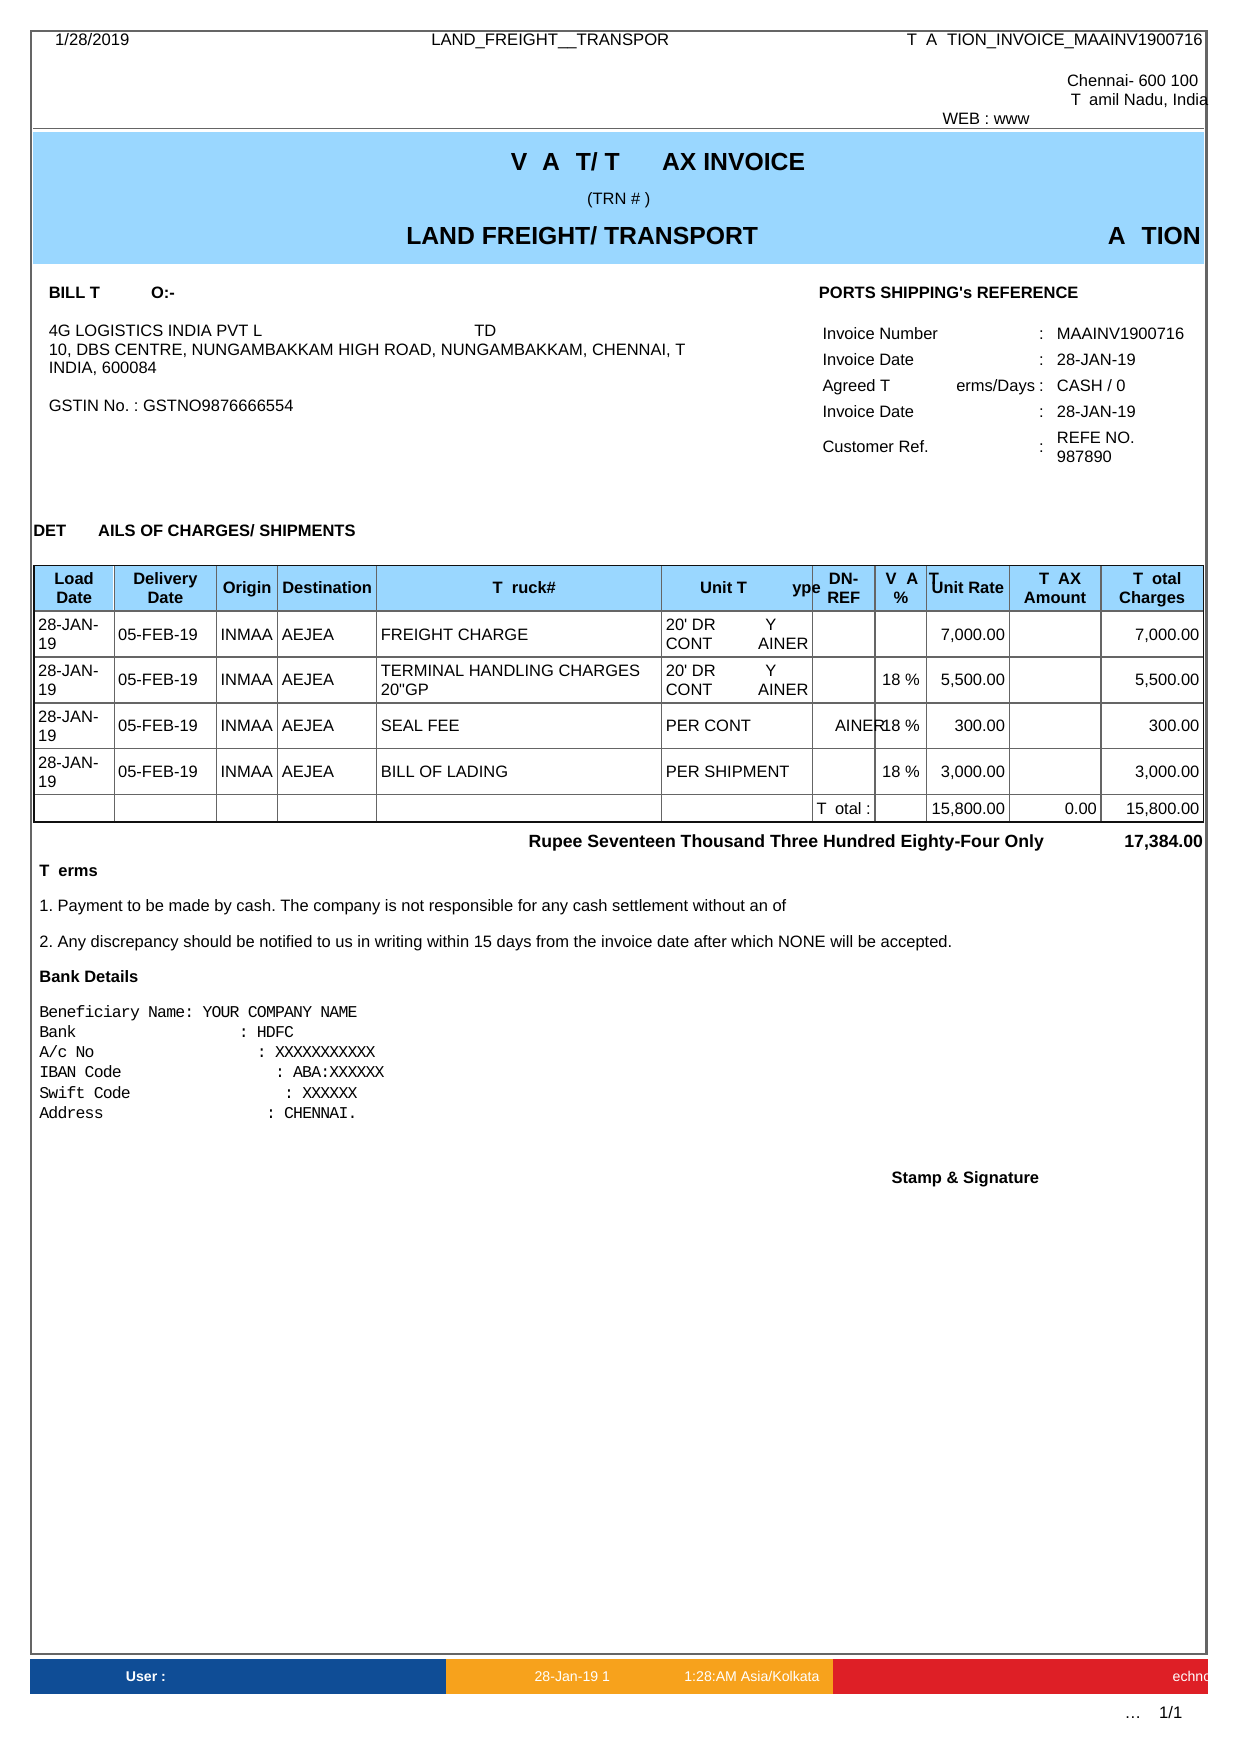 1/28/2019 LAND_FREIGHT__TRANSPOR T A TION_INVOICE_MAAINV1900716
Chennai- 600 100
T amil Nadu, India
WEB : www
V A T/ T AX INVOICE
(TRN # )
LAND FREIGHT/ TRANSPORT A TION
BILL T O:-
4G LOGISTICS INDIA PVT L TD
10, DBS CENTRE, NUNGAMBAKKAM HIGH ROAD, NUNGAMBAKKAM, CHENNAI, T
INDIA, 600084
GSTIN No. : GSTNO9876666554
PORTS SHIPPING's REFERENCE
Invoice Number : MAAINV1900716
Invoice Date : 28-JAN-19
Agreed T erms/Days : CASH / 0
Invoice Date : 28-JAN-19
Customer Ref. : REFE NO.
987890
DET AILS OF CHARGES/ SHIPMENTS
Load Date Delivery Date Origin Destination T ruck# Unit T ype DN-REF V A T % Unit Rate T AX Amount T otal Charges
28-JAN-19 05-FEB-19 INMAA AEJEA FREIGHT CHARGE 20' DR Y CONT AINER 7,000.00 7,000.00
28-JAN-19 05-FEB-19 INMAA AEJEA TERMINAL HANDLING CHARGES 20"GP 20' DR Y CONT AINER 18 % 5,500.00 5,500.00
28-JAN-19 05-FEB-19 INMAA AEJEA SEAL FEE PER CONT AINER 18 % 300.00 300.00
28-JAN-19 05-FEB-19 INMAA AEJEA BILL OF LADING PER SHIPMENT 18 % 3,000.00 3,000.00
T otal : 15,800.00 0.00 15,800.00
Rupee Seventeen Thousand Three Hundred Eighty-Four Only 17,384.00
T erms
1. Payment to be made by cash. The company is not responsible for any cash settlement without an of
2. Any discrepancy should be notified to us in writing within 15 days from the invoice date after which NONE will be accepted.
Bank Details
Beneficiary Name: YOUR COMPANY NAME
Bank : HDFC
A/c No : XXXXXXXXXXX
IBAN Code : ABA:XXXXXX
Swift Code : XXXXXX
Address : CHENNAI.
Stamp & Signature
User : 28-Jan-19 1 1:28:AM Asia/Kolkata echno
… 1/1